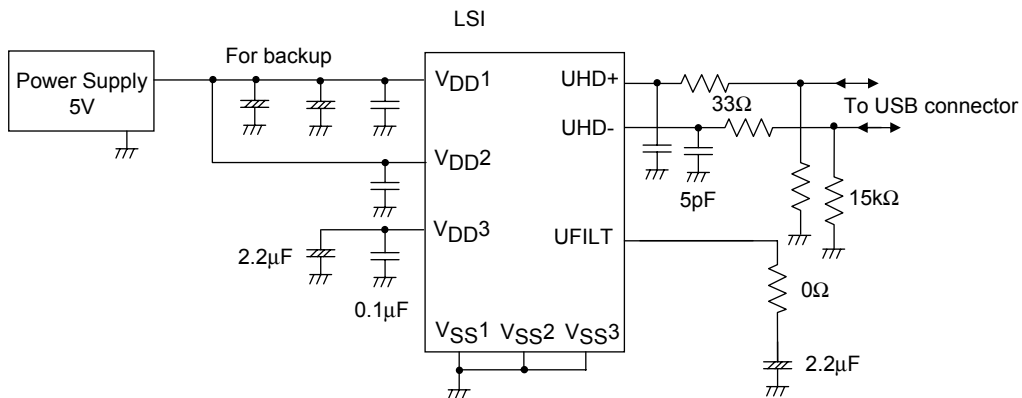 LSI
For backup
Power Supply
5V
VDD1
UHD+
33Ω
To USB connector
UHD-
VDD2
5pF
15kΩ
VDD3
UFILT
2.2μF
0Ω
0.1μF
VSS1
VSS2
VSS3
2.2μF